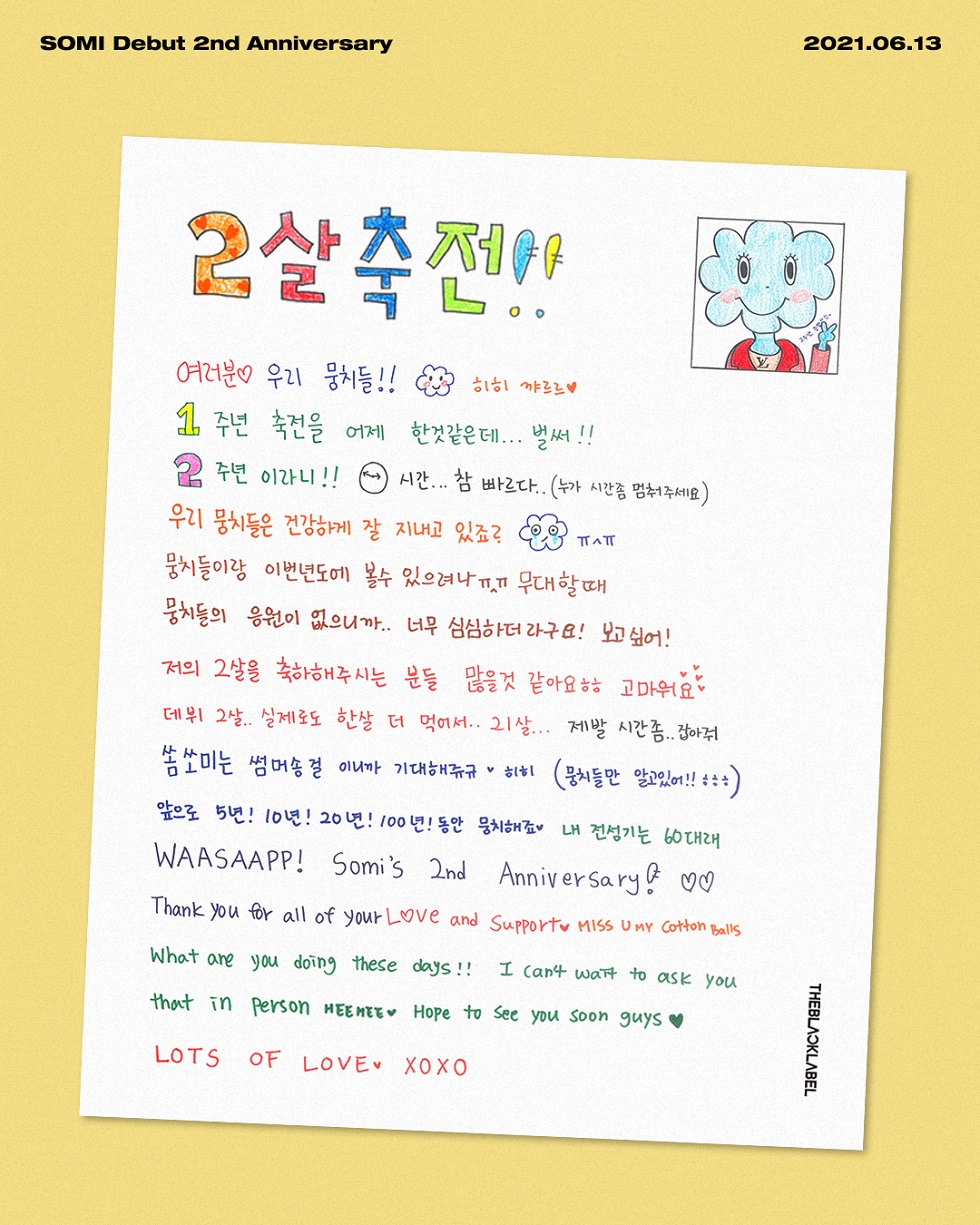 SOMI Debut 2nd Anniversary
2021.06.13
2살축전!!
여러분♡ 우리 뭉치들!! 히히 꺄르르♥
1주년 축전을 어제 한것같은데... 벌써!!
2주년 이라니!! 시간... 참 빠르다..(누가 시간좀 멈춰주세요)
우리 뭉치들은 건강하게 잘 지내고 있죠? ㅠㅅㅠ
뭉치들이랑 이번년도에 볼수 있으려나ㅠㅅㅠ 무대할때
뭉치들의 응원이 없으니까.. 너무 심심하더라구요! 보고싶어!
저의 2살을 축하해주시는 분들 많을것 같아요ㅎㅎ 고마워요♥
데뷔 2살.. 실제로도 한살 더 먹어서.. 21살... 제발 시간좀..잡아줘
쏨쏘미는 썸머송걸 이니까 기대해쥬규♥ 히히 (뭉치들만 알고있어!! ㅎㅎㅎ)
앞으로 5년! 10년! 20년! 100년! 동안 뭉치해죠♥ 내 전성기는 60대래
WAASAAPP! Somi's 2nd Anniversary! ♡♡
Thank you for all of your L♡ve and Support♥ MISS U MY Cotton Balls
What are you doing these days!! I can't wait to ask you
that in person HEEHEE♥ Hope to see you soon guys♥
LOTS OF LOVE♥ XOXO
THEBLACKLABEL